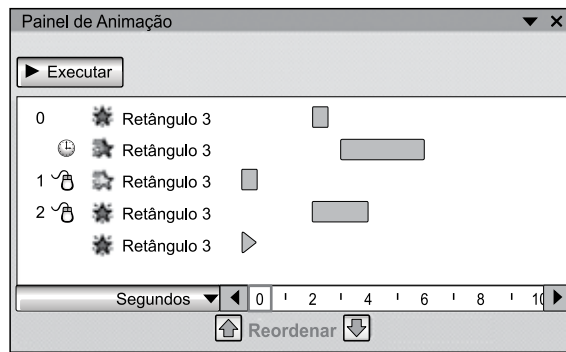 Painel de Animação
Executar
0 Retângulo 3
Retângulo 3
1 Retângulo 3
2 Retângulo 3
Retângulo 3
Segundos 0 2 4 6 8 10
Reordenar